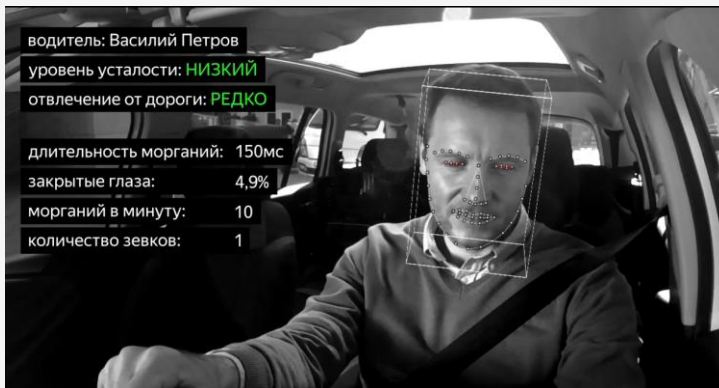 водитель: Василий Петров
уровень усталости: НИЗКИЙ
отвлечение от дороги: РЕДКО
длительность морганий: 150мс
закрытые глаза: 4,9%
морганий в минуту: 10
количество зевков: 1